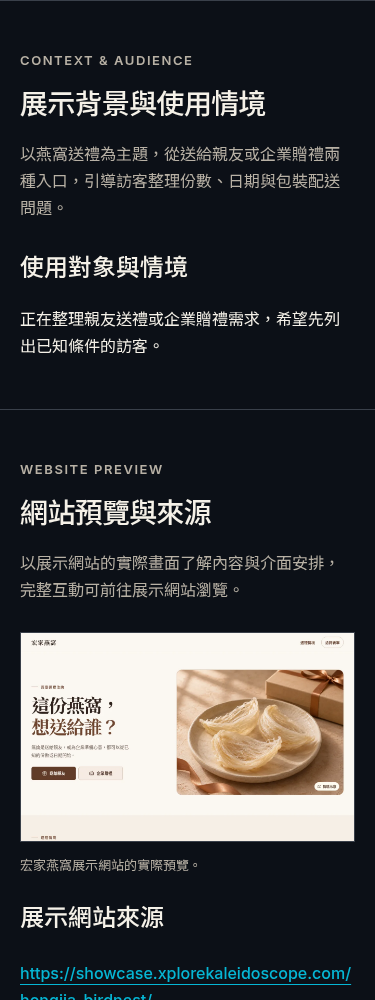 CONTEXT & AUDIENCE
展示背景與使用情境
以燕窩送禮為主題，從送給親友或企業贈禮兩
種入口，引導訪客整理份數、日期與包裝配送
問題。
使用對象與情境
正在整理親友送禮或企業贈禮需求，希望先列
出已知條件的訪客。
WEBSITE PREVIEW
網站預覽與來源
以展示網站的實際畫面了解內容與介面安排，
完整互動可前往展示網站瀏覽。
宏家燕窩
這份燕窩，
想送給誰？
宏家燕窩展示網站的實際預覽。
展示網站來源
https://showcase.xplorekaleidoscope.com/
hongjia-birdnest/